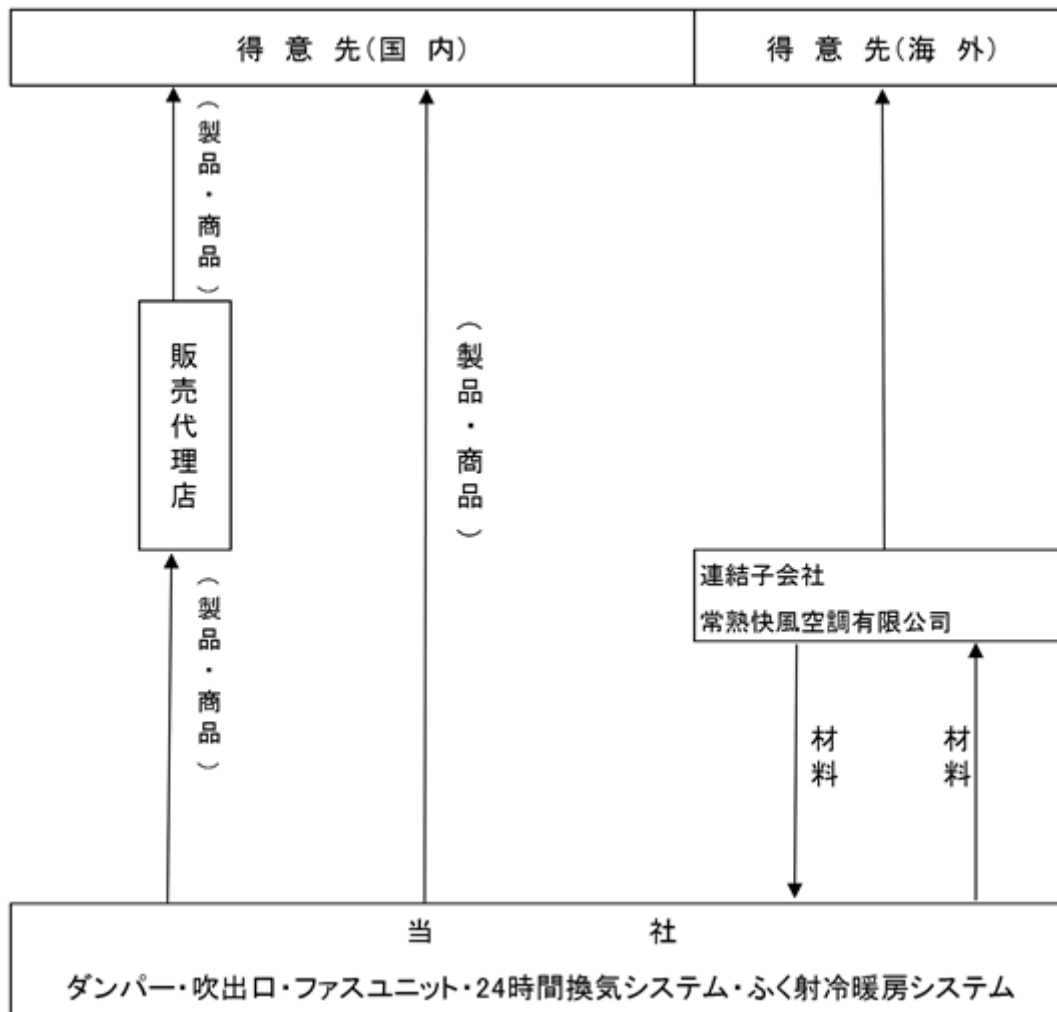 得意先(国内)
得意先(海外)
(製品・商品)
(製品・商品)
販売代理店
(製品・商品)
連結子会社
常熟快風空調有限公司
材料
材料
当社
ダンパー・吹出口・ファスユニット・24時間換気システム・ふく射冷暖房システム